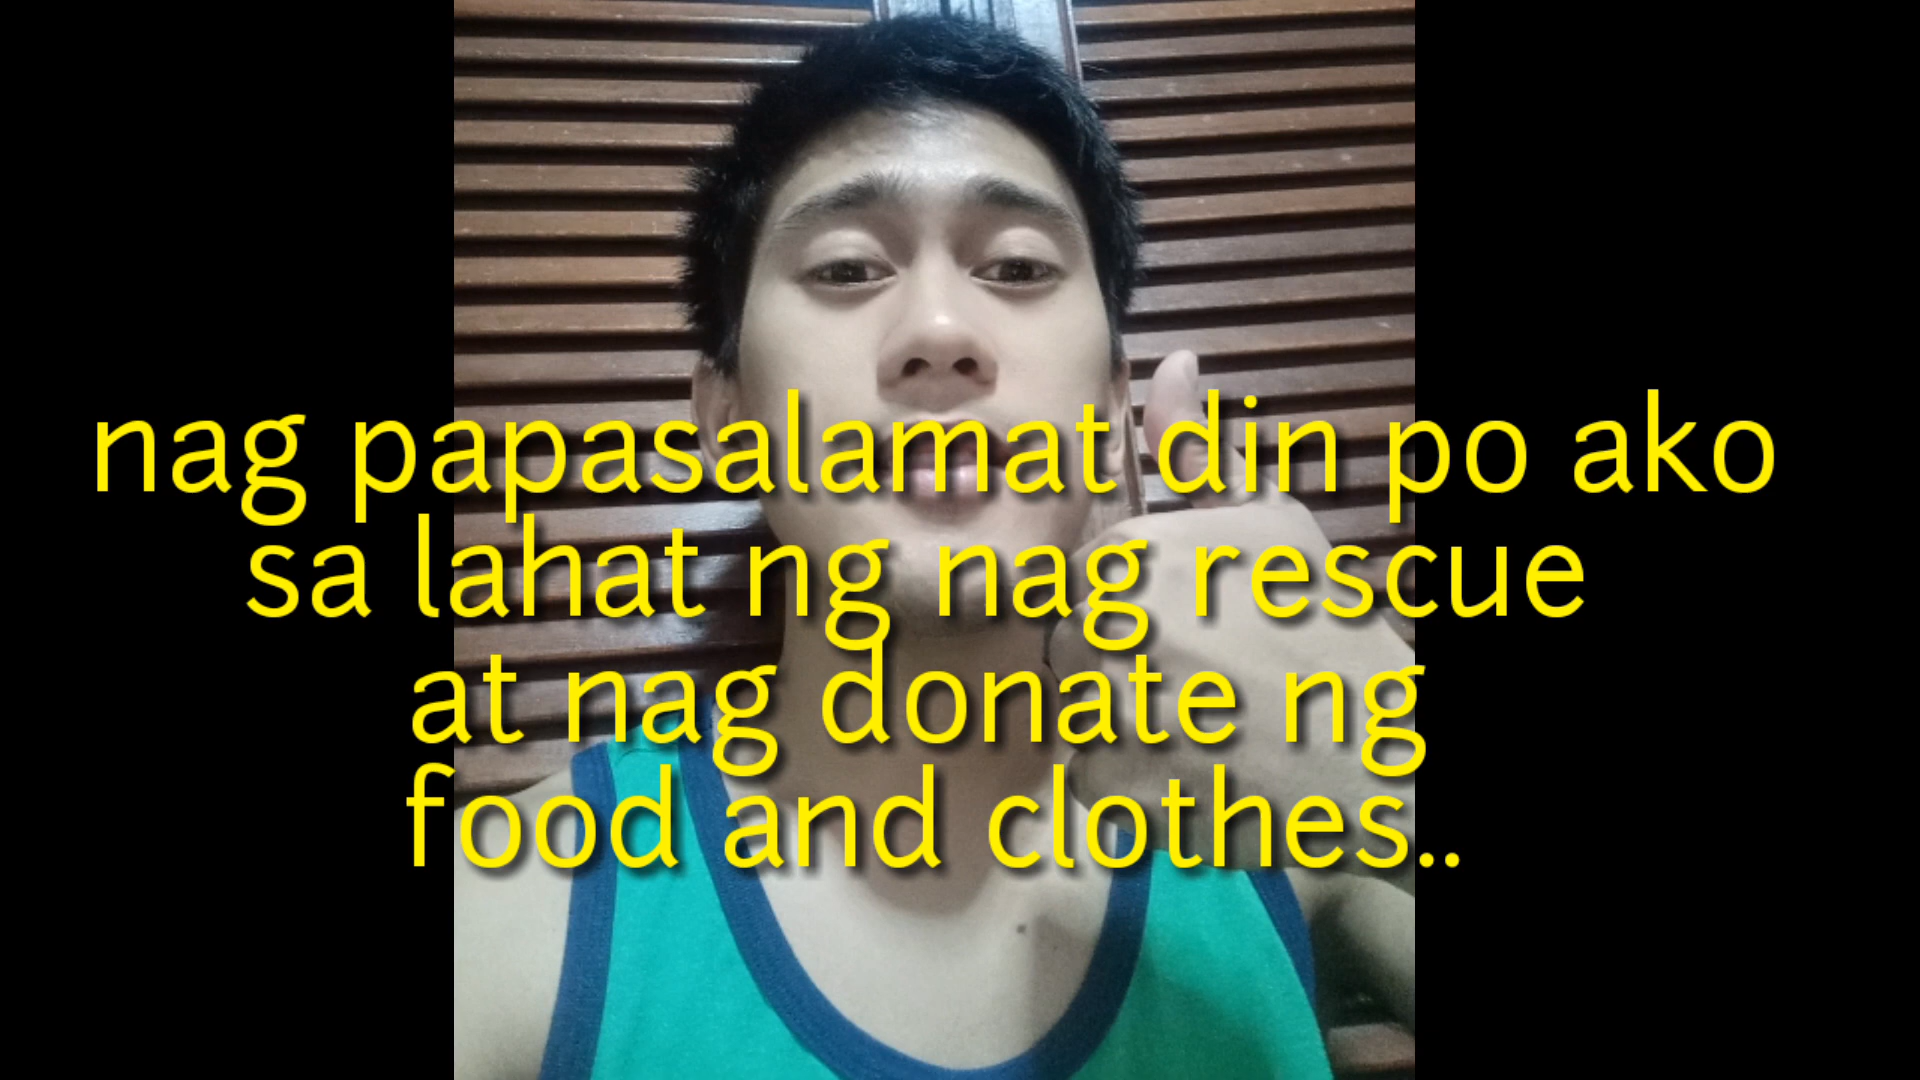 nag papasalamat din po ako
sa lahat ng nag rescue
at nag donate ng
food and clothes..